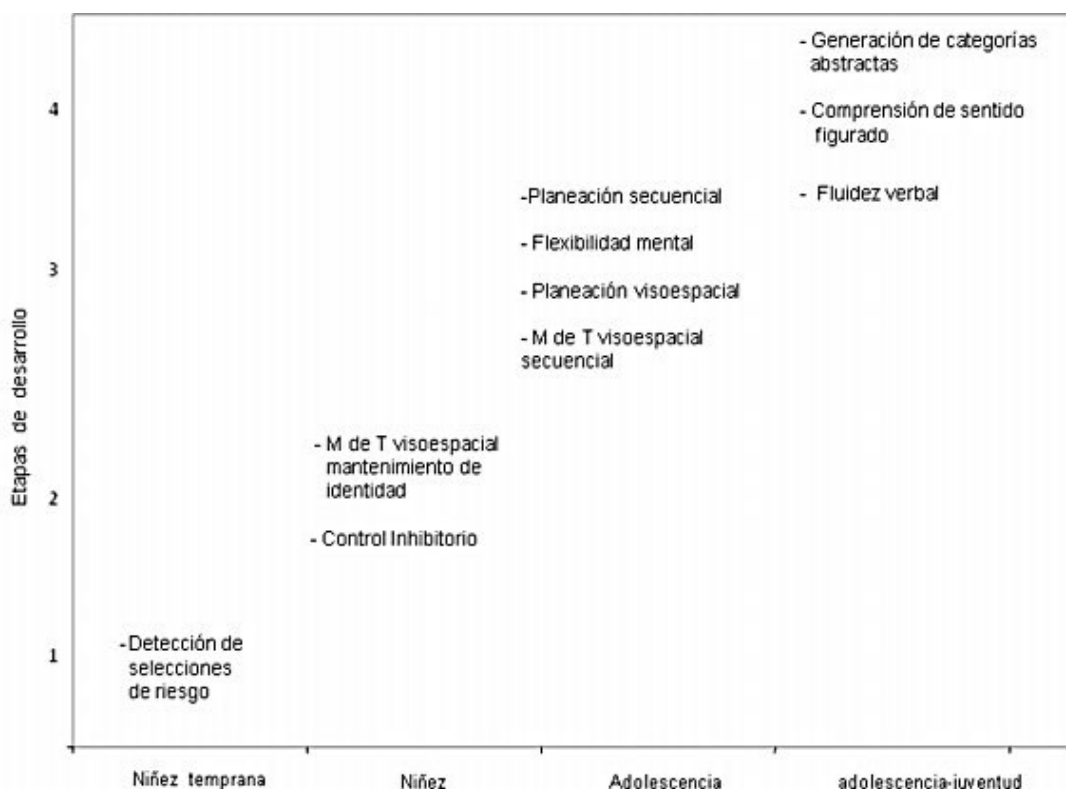 - Generación de categorías
abstractas
4
- Comprensión de sentido
figurado
-Planeación secuencial
- Fluidez verbal
- Flexibilidad mental
3
- Planeación visoespacial
- M de T visoespacial
secuencial
Etapas de desarrollo
- M de T visoespacial
mantenimiento de
identidad
2
- Control Inhibitorio
1
-Detección de
selecciones
de riesgo
Niñez temprana
Niñez
Adolescencia
adolescencia-juventud